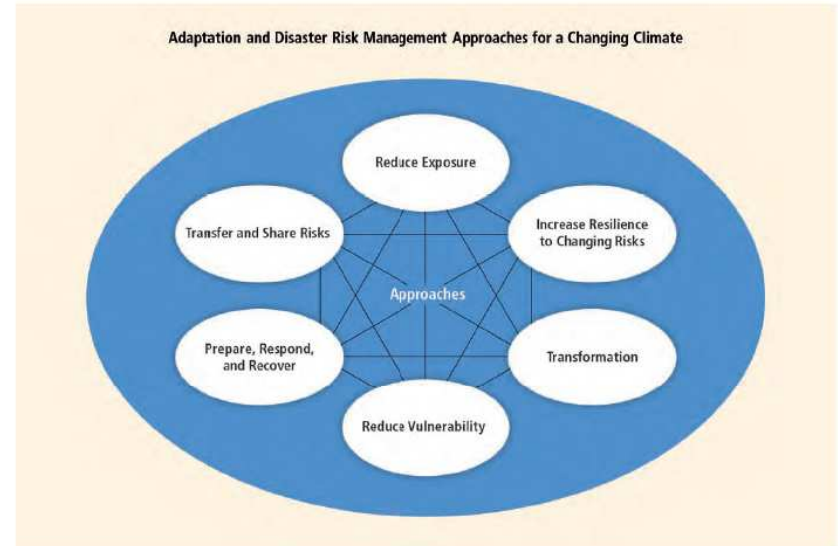 Adaptation and Disaster Risk Management Approaches for a Changing Climate
Reduce Exposure
Transfer and Share Risks
Increase Resilience
to Changing Risks
Approaches
Prepare, Respond,
and Recover
Transformation
Reduce Vulnerability